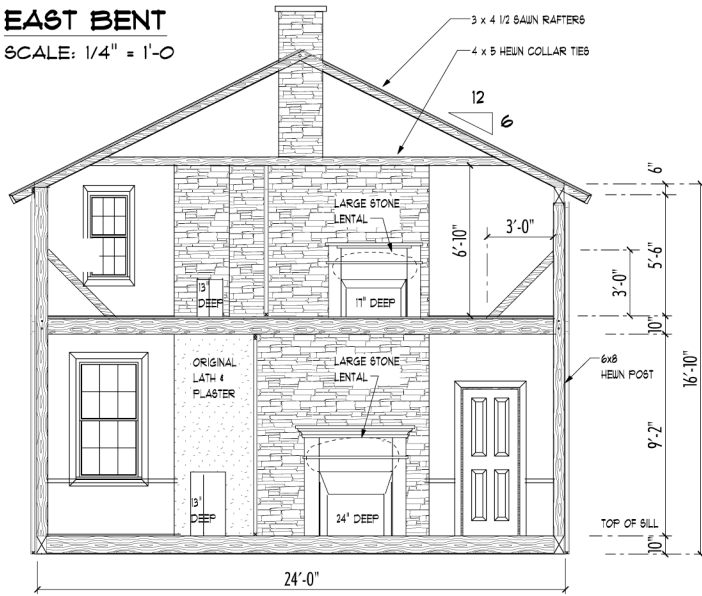 EAST BENT
SCALE: 1/4" = 1'-0
3 x 4 1/2 SAWN RAFTERS
4 x 5 HEWN COLLAR TIES
12
6
6"
LARGE STONE
LENTAL
6'-10"
3'-0"
5'-6"
3'-0"
13"
DEEP
17" DEEP
10"
ORIGINAL
LATH &
PLASTER
LARGE STONE
LENTAL
6x8
HEWN POST
16'-10"
9'-2"
13"
DEEP
24" DEEP
TOP OF SILL
10"
24'-0"